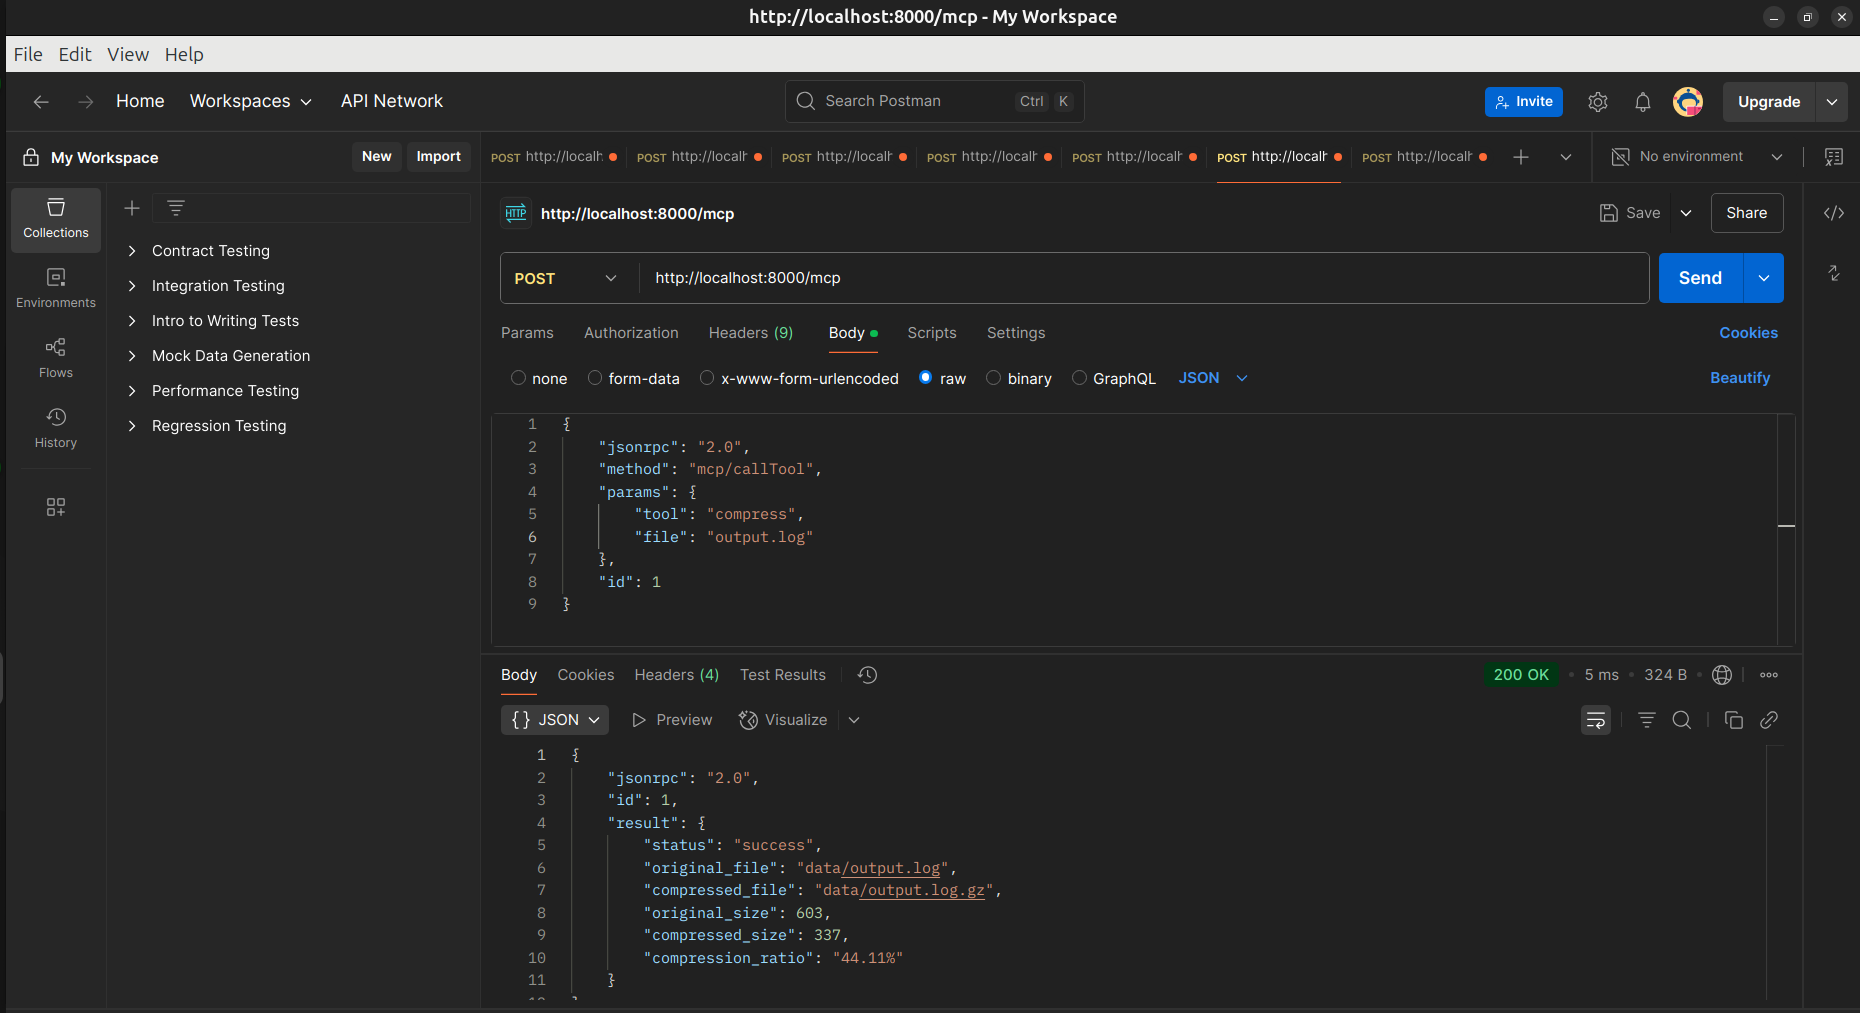 http://localhost:8000/mcp - My Workspace
File Edit View Help
Home Workspaces API Network
Search Postman Ctrl K
Invite
Upgrade
My Workspace
New Import
POST http://localh POST http://localh POST http://localh POST http://localh POST http://localh POST http://localh POST http://localh
No environment
Collections
Environments
Flows
History
Contract Testing
Integration Testing
Intro to Writing Tests
Mock Data Generation
Performance Testing
Regression Testing
HTTP http://localhost:8000/mcp
Save Share
POST http://localhost:8000/mcp
Send
Params Authorization Headers (9) Body Scripts Settings Cookies
none form-data x-www-form-urlencoded raw binary GraphQL JSON Beautify
1 {
2 "jsonrpc": "2.0",
3 "method": "mcp/callTool",
4 "params": {
5 "tool": "compress",
6 "file": "output.log"
7 },
8 "id": 1
9 }
Body Cookies Headers (4) Test Results 200 OK 5 ms 324 B
{} JSON Preview Visualize
1 {
2 "jsonrpc": "2.0",
3 "id": 1,
4 "result": {
5 "status": "success",
6 "original_file": "data/output.log",
7 "compressed_file": "data/output.log.gz",
8 "original_size": 603,
9 "compressed_size": 337,
10 "compression_ratio": "44.11%"
11 }